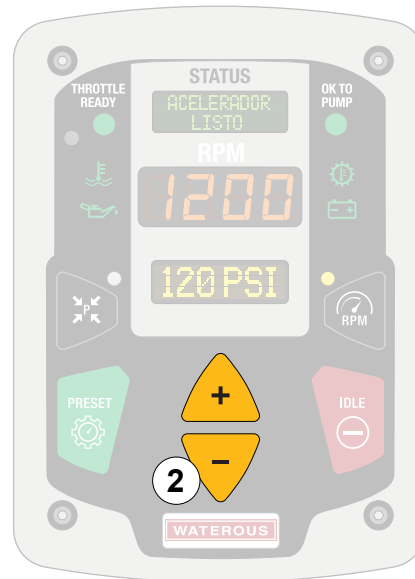 STATUS
THROTTLE
READY
OK TO
PUMP
ACELERADOR
LISTO
RPM
1200
120 PSI
P
RPM
PRESET
+
IDLE
-
2
WATEROUS